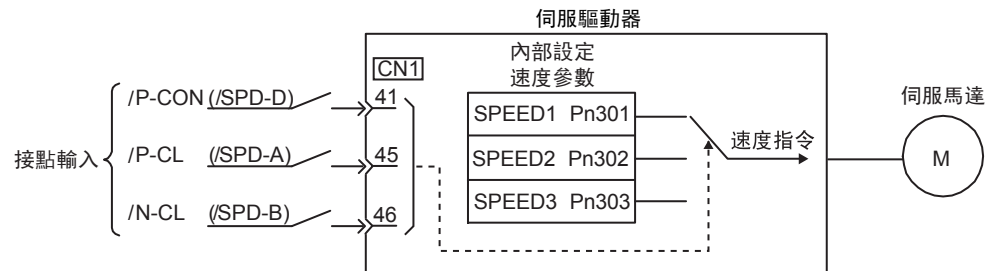 伺服驅動器
內部設定
速度參數
CN1
接點輸入
/P-CON (/SPD-D) 41
/P-CL (/SPD-A) 45
/N-CL (/SPD-B) 46
SPEED1 Pn301
SPEED2 Pn302
SPEED3 Pn303
速度指令
伺服馬達
M